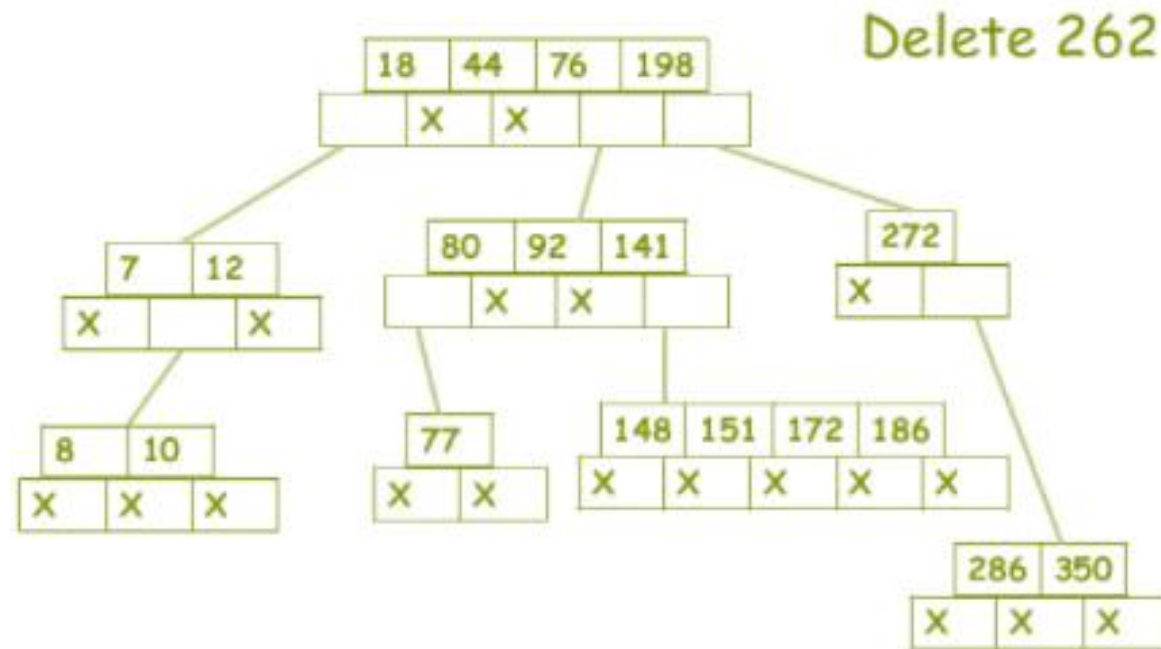 Delete 262
18 44 76 198
X X
7 12
X X
80 92 141
X X
272
X
8 10
X X X
77
X X
148 151 172 186
X X X X X
286 350
X X X